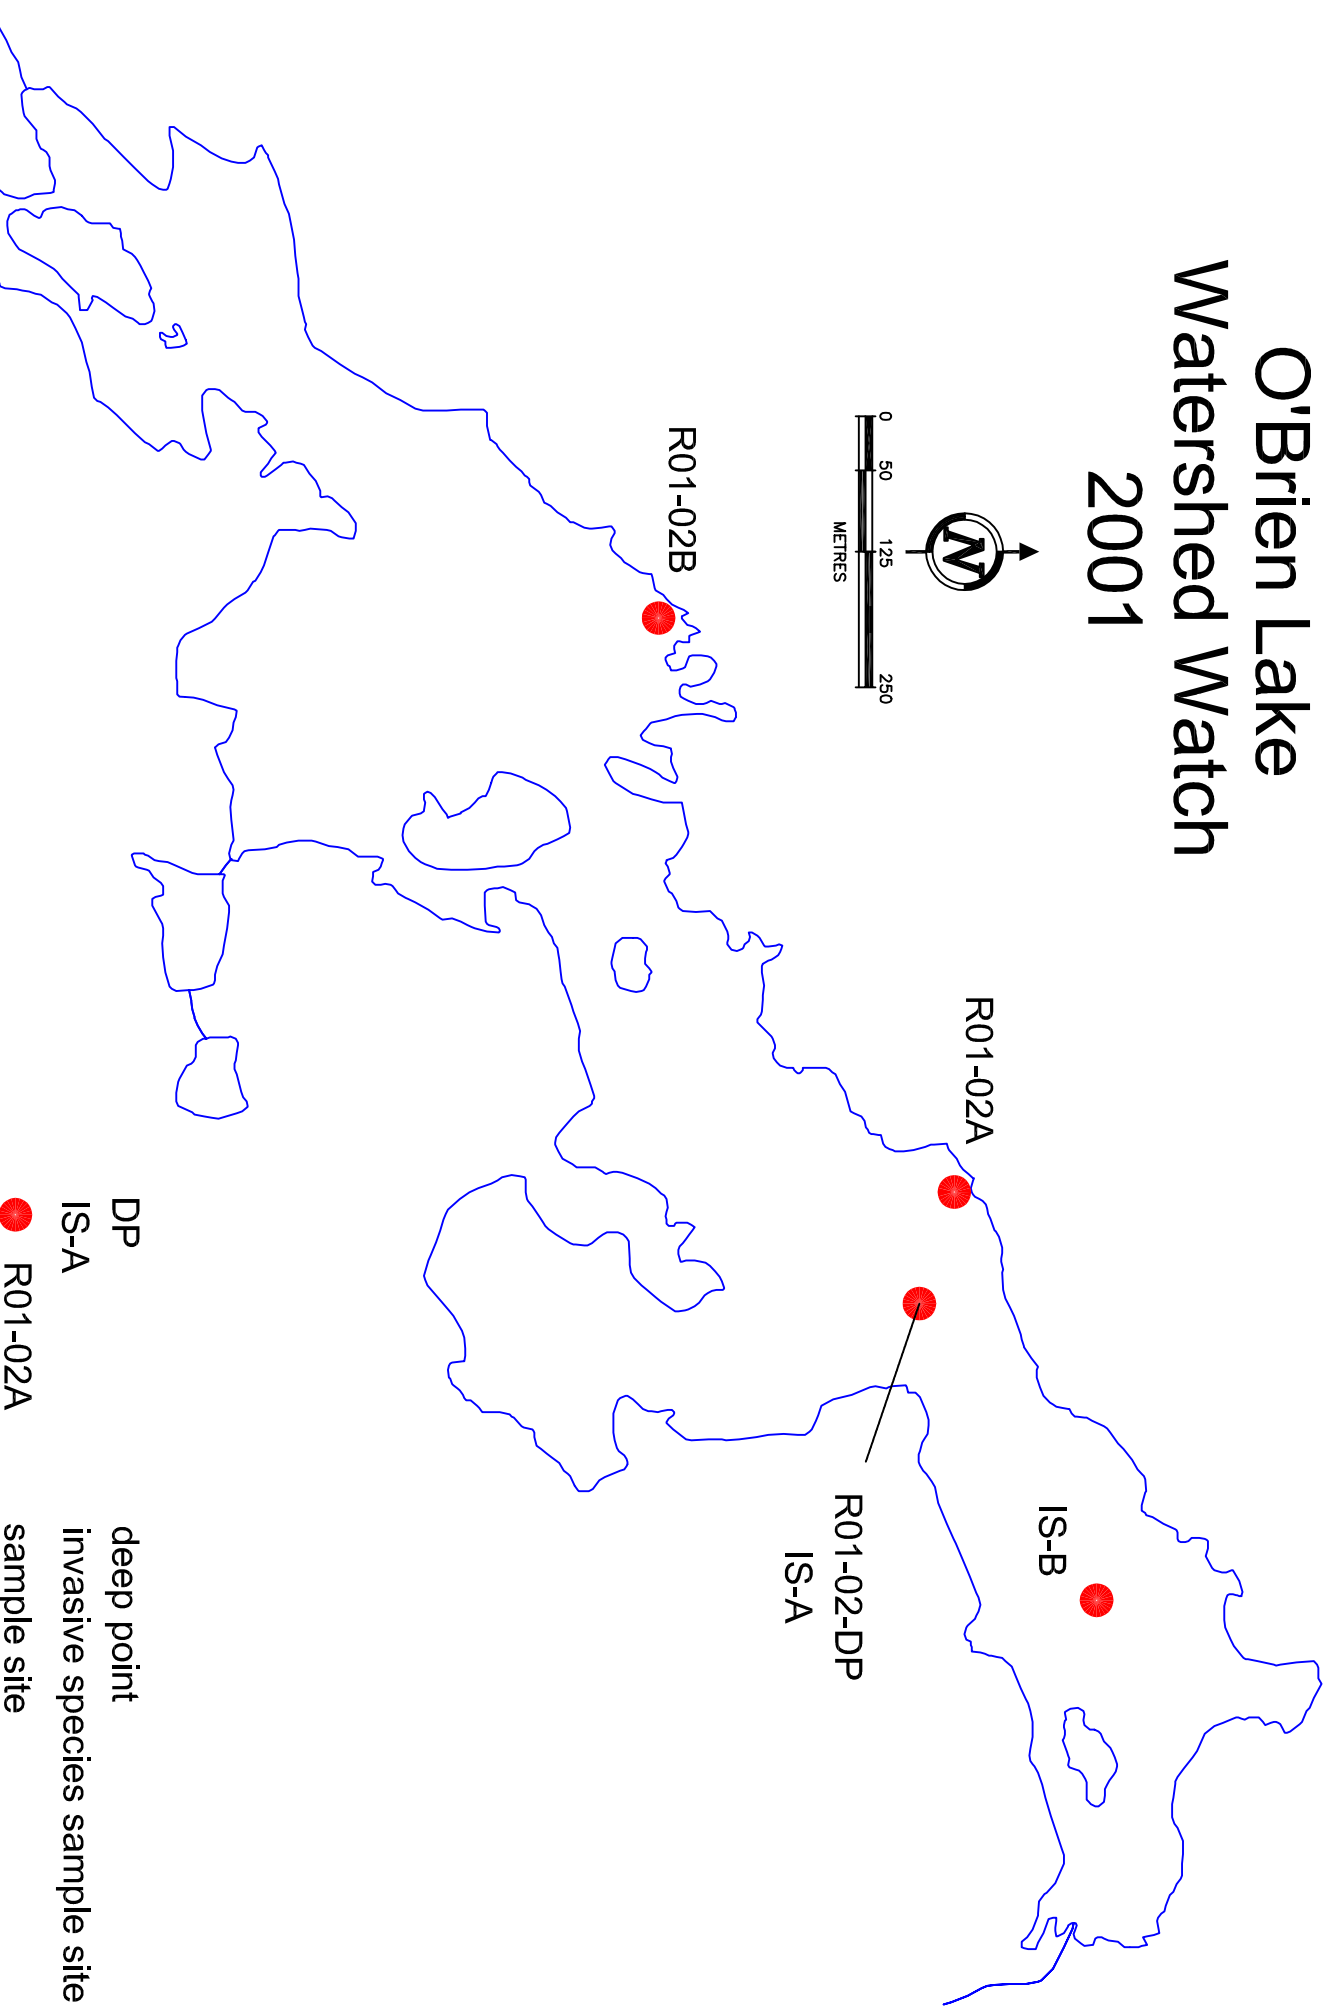 O'Brien Lake
Watershed Watch
2001
N
0 50 125 250
METRES
R01-02B
R01-02A
IS-B
R01-02-DP
IS-A
DP deep point
IS-A invasive species sample site
R01-02A sample site